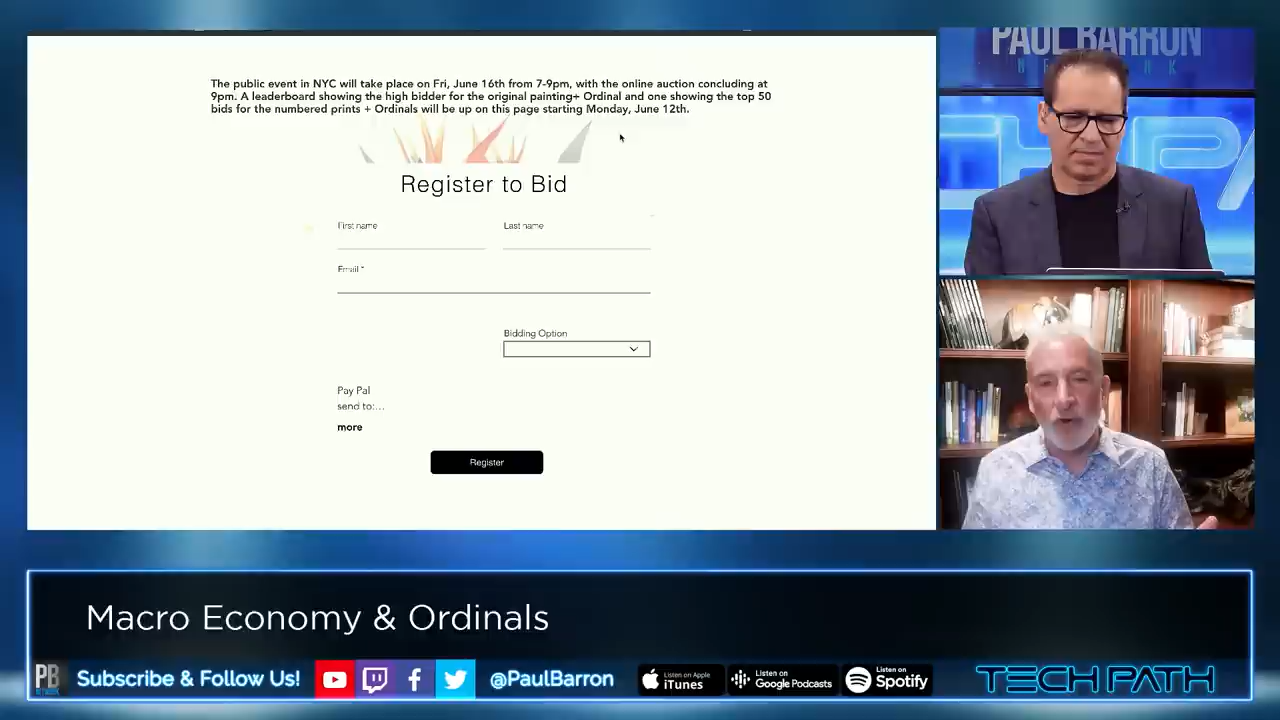 The public event in NYC will take place on Fri, June 16th from 7-9pm, with the online auction concluding at
9pm. A leaderboard showing the high bidder for the original painting+ Ordinal and one showing the top 50
bids for the numbered prints + Ordinals will be up on this page starting Monday, June 12th.
Register to Bid
First name
Last name
Email *
Bidding Option
Pay Pal
send to:...
more
Register
PAUL BARRON
NETWORK
Macro Economy & Ordinals
PB
NETWORK
Subscribe & Follow Us!
@PaulBarron
Listen on Apple
iTunes
Listen on
Google Podcasts
Listen on
Spotify
TECH PATH